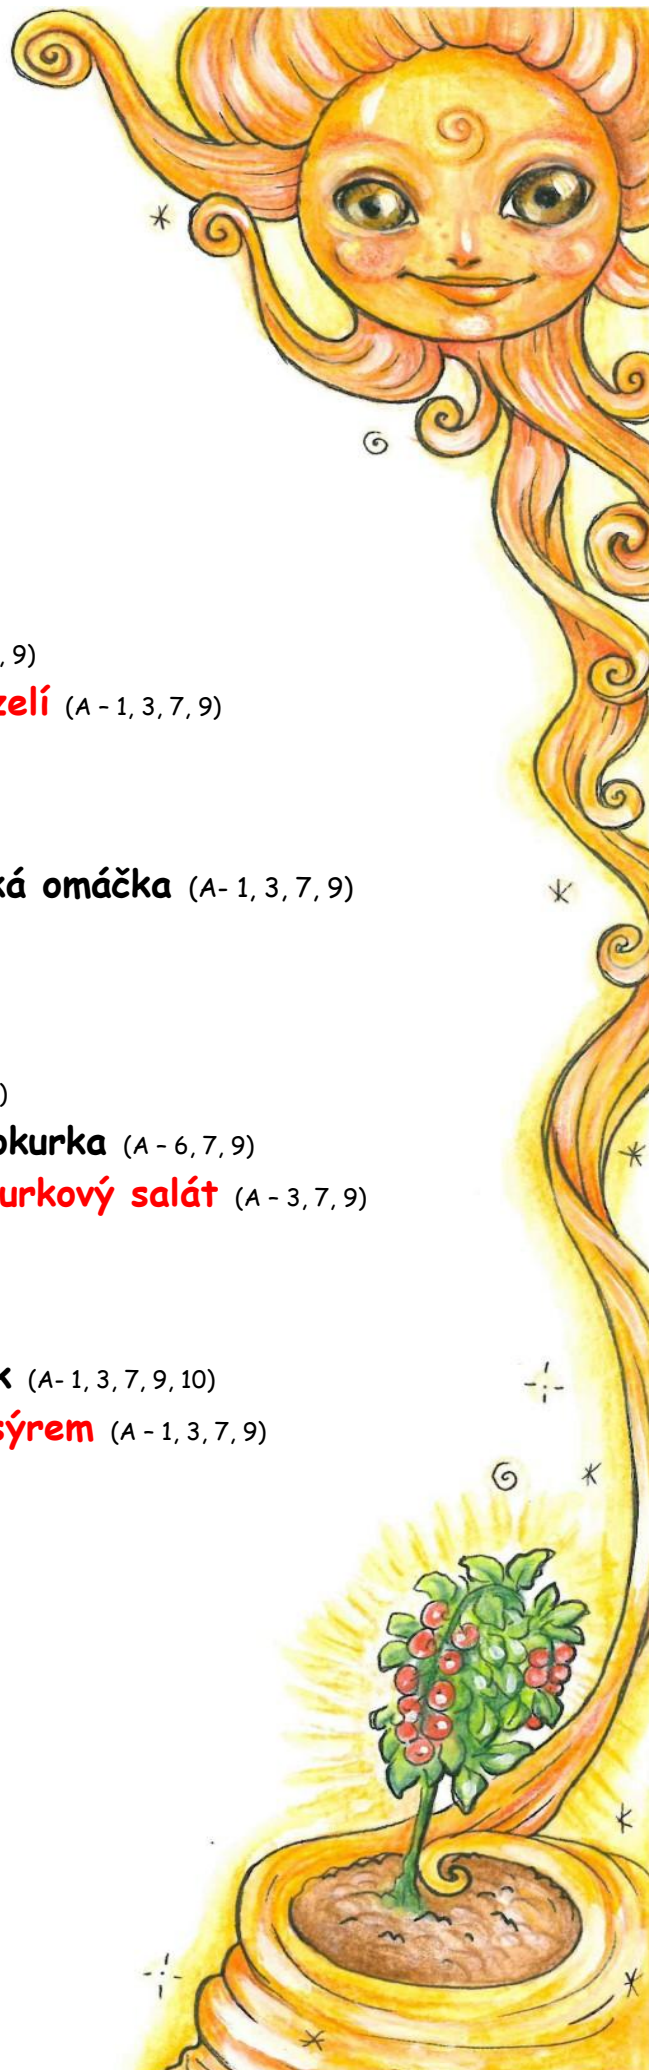 , 9)
zelí (A – 1, 3, 7, 9)
ká omáčka (A- 1, 3, 7, 9)
)
okurka (A – 6, 7, 9)
urkový salát (A – 3, 7, 9)
k (A- 1, 3, 7, 9, 10)
sýrem (A – 1, 3, 7, 9)